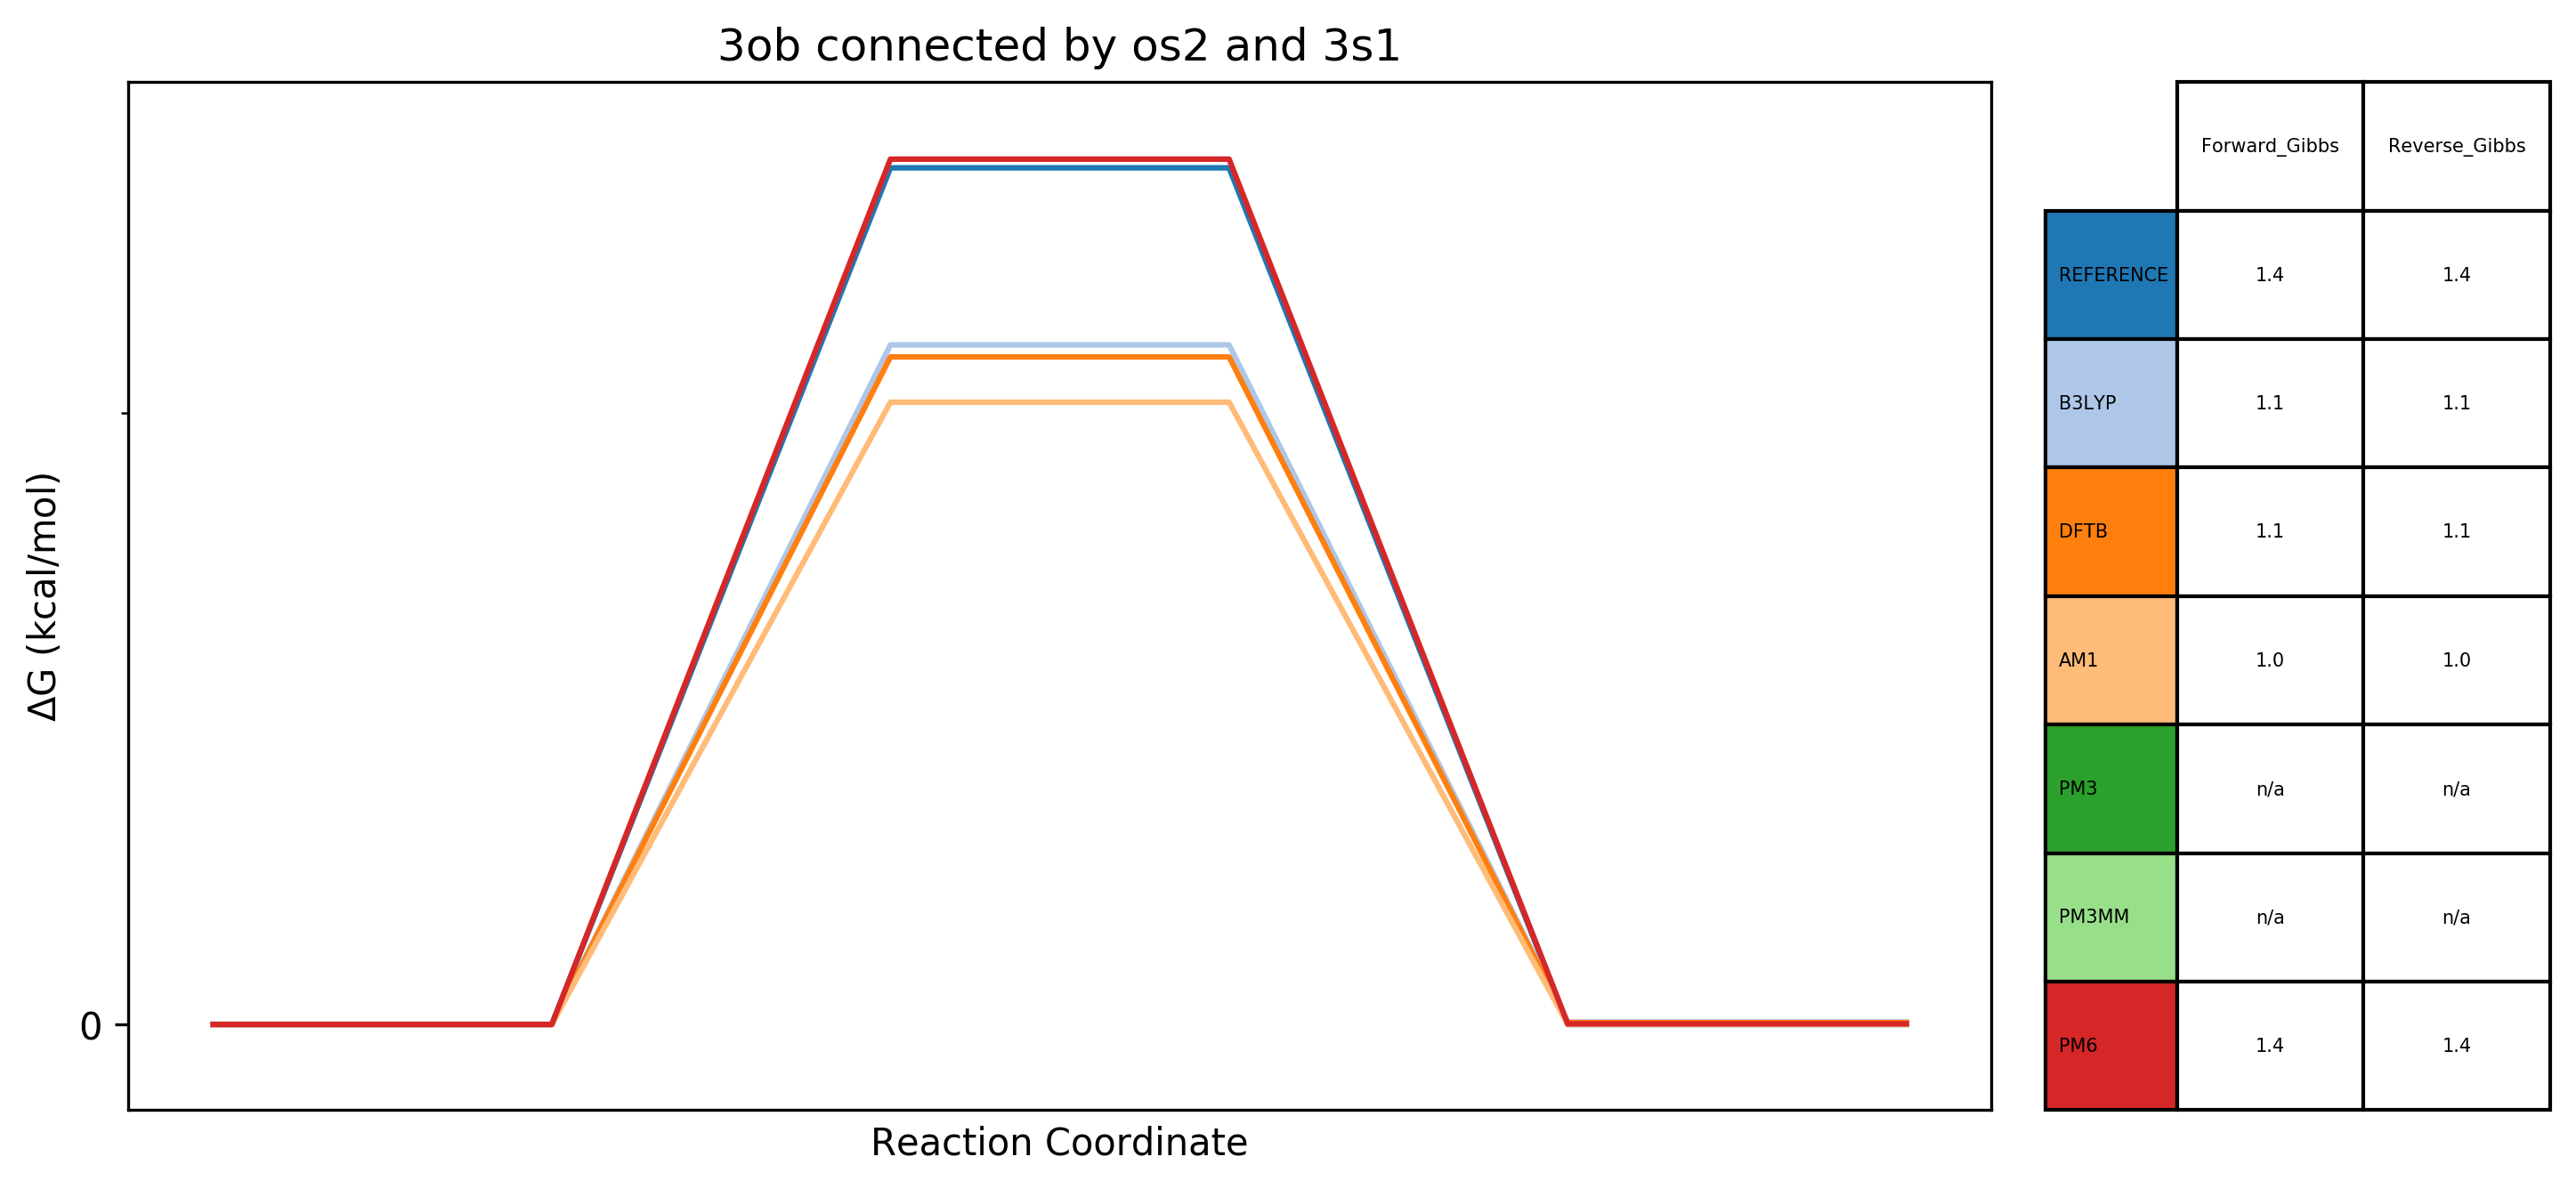 3ob connected by os2 and 3s1
ΔG (kcal/mol)
0
Reaction Coordinate
Forward_Gibbs Reverse_Gibbs
REFERENCE 1.4 1.4
B3LYP 1.1 1.1
DFTB 1.1 1.1
AM1 1.0 1.0
PM3 n/a n/a
PM3MM n/a n/a
PM6 1.4 1.4